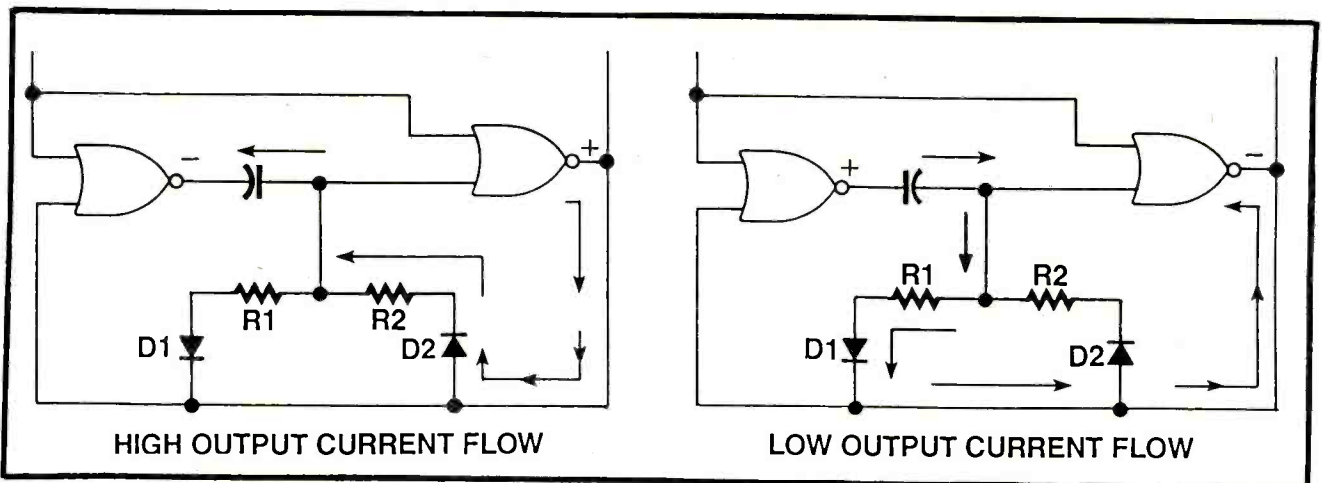 − + + −
R1 R2 R1 R2
D1 D2 D1 D2
HIGH OUTPUT CURRENT FLOW
LOW OUTPUT CURRENT FLOW